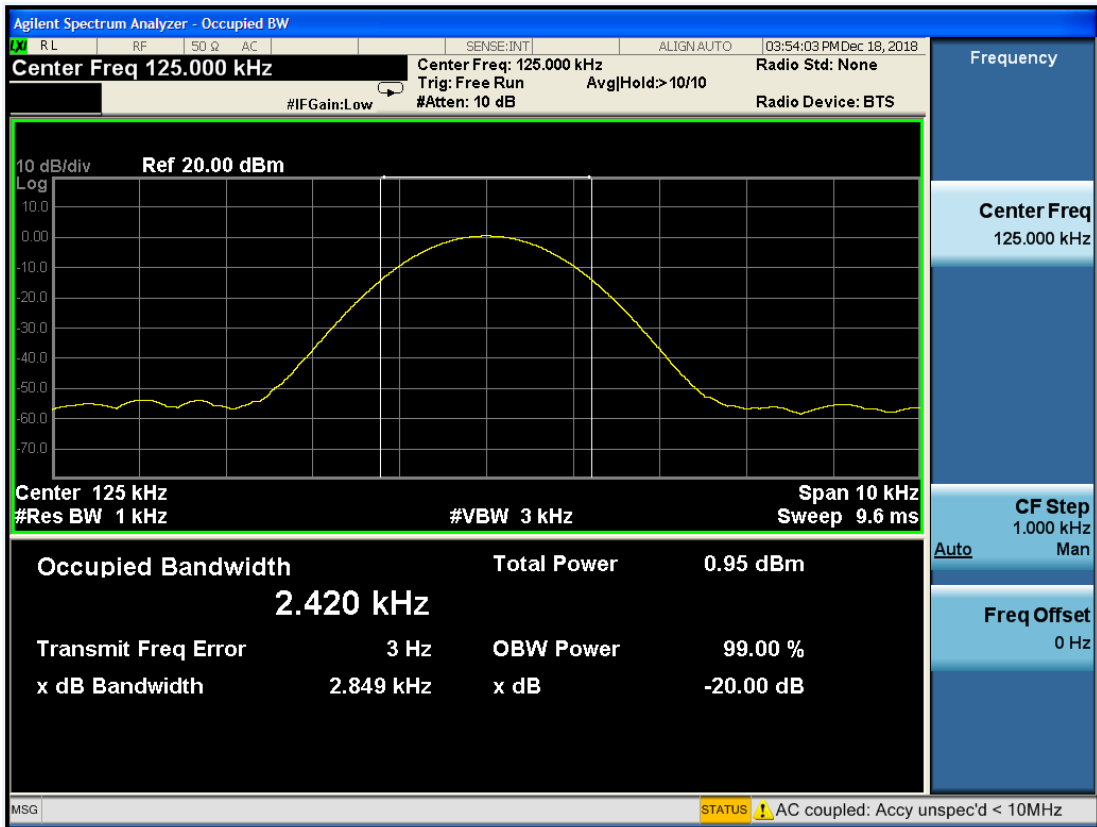 Agilent Spectrum Analyzer - Occupied BW
LXI RL RF 50 Ω AC SENSE:INT ALIGN AUTO 03:54:03 PM Dec 18, 2018
Center Freq 125.000 kHz
Center Freq: 125.000 kHz
Radio Std: None
Trig: Free Run Avg|Hold:>10/10
#IFGain:Low
#Atten: 10 dB
Radio Device: BTS
10 dB/div Ref 20.00 dBm
Log
10.0
0.00
-10.0
-20.0
-30.0
-40.0
-50.0
-60.0
-70.0
Center 125 kHz Span 10 kHz
#Res BW 1 kHz #VBW 3 kHz Sweep 9.6 ms
Occupied Bandwidth Total Power 0.95 dBm
2.420 kHz
Transmit Freq Error 3 Hz OBW Power 99.00 %
x dB Bandwidth 2.849 kHz x dB -20.00 dB
Frequency
Center Freq
125.000 kHz
CF Step
1.000 kHz
Auto Man
Freq Offset
0 Hz
MSG STATUS AC coupled: Accy unspec'd < 10MHz